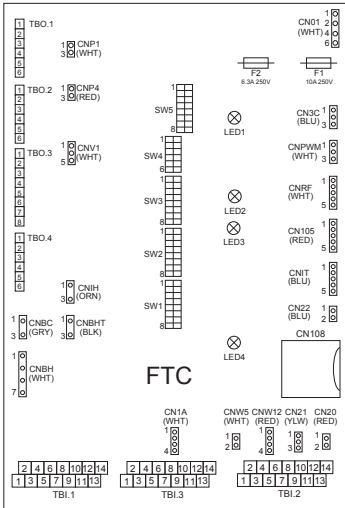 TBO.1
1
2
3
4
5
6
1
3
CNP1
(WHT)
CN01
(WHT)
1
2
4
6
F2
6.3A 250V
F1
10A 250V
TBO.2
1
2
3
4
5
6
1
3
CNP4
(RED)
1
SW5
8
LED1
CN3C
(BLU)
1
3
TBO.3
1
2
3
4
5
6
7
8
1
5
CNV1
(WHT)
1
SW4
6
CNPWM
(WHT)
1
3
1
SW3
8
LED2
CNRF
(WHT)
1
5
TBO.4
1
2
3
4
5
6
1
SW2
8
LED3
CN105
(RED)
1
5
1
3
CNIH
(ORN)
1
SW1
8
CNIT
(BLU)
1
5
1
3
CNBC
(GRY)
1
3
CNBHT
(BLK)
CN22
(BLU)
1
2
LED4
CN108
1
7
CNBH
(WHT)
FTC
CN1A
(WHT)
1
4
CNW5
(WHT)
1
2
CNW12
(RED)
1
4
CN21
(YLW)
1
3
CN20
(RED)
1
2
2 4 6 8 10 12 14
1 3 5 7 9 11 13
TBI.1
2 4 6 8 10 12 14
1 3 5 7 9 11 13
TBI.3
2 4 6 8 10 12 14
1 3 5 7 9 11 13
TBI.2